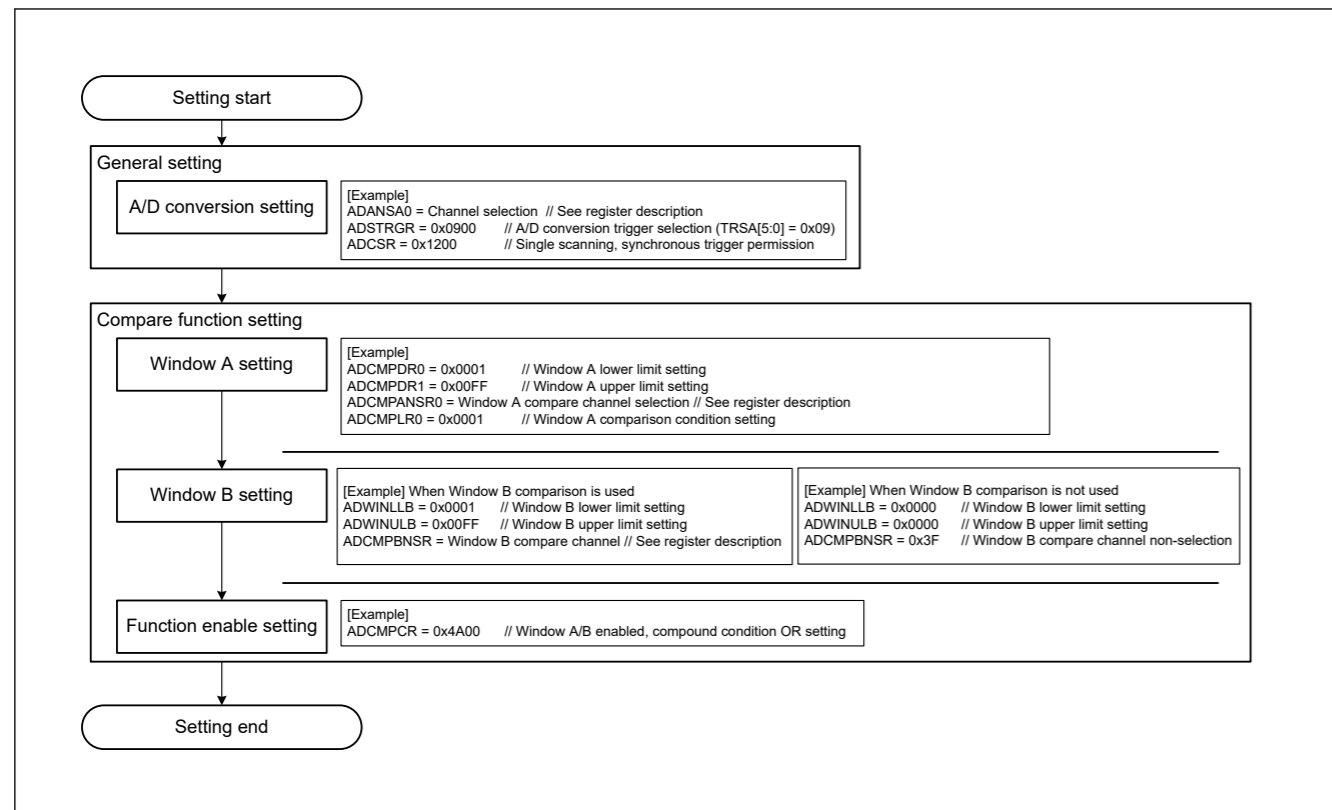 Setting start
General setting
A/D conversion setting
[Example]
ADANSA0 = Channel selection // See register description
ADSTRGR = 0x0900 // A/D conversion trigger selection (TRSA[5:0] = 0x09)
ADCSR = 0x1200 // Single scanning, synchronous trigger permission
Compare function setting
Window A setting
[Example]
ADCMPDR0 = 0x0001 // Window A lower limit setting
ADCMPDR1 = 0x00FF // Window A upper limit setting
ADCMPANSR0 = Window A compare channel selection // See register description
ADCMPLR0 = 0x0001 // Window A comparison condition setting
Window B setting
[Example] When Window B comparison is used
ADWINLLB = 0x0001 // Window B lower limit setting
ADWINULB = 0x00FF // Window B upper limit setting
ADCMPBNSR = Window B compare channel // See register description
[Example] When Window B comparison is not used
ADWINLLB = 0x0000 // Window B lower limit setting
ADWINULB = 0x0000 // Window B upper limit setting
ADCMPBNSR = 0x3F // Window B compare channel non-selection
Function enable setting
[Example]
ADCMPCR = 0x4A00 // Window A/B enabled, compound condition OR setting
Setting end